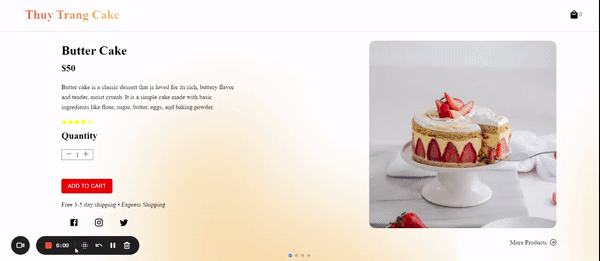 Thuy Trang Cake
0
Butter Cake
$50
Butter cake is a classic dessert that is loved for its rich, buttery flavor
and tender, moist crumb. It is a simple cake made with basic
ingredients like flour, sugar, butter, eggs, and baking powder.
Quantity
1
ADD TO CART
Free 3-5 day shipping • Express Shipping
0:00
More Products